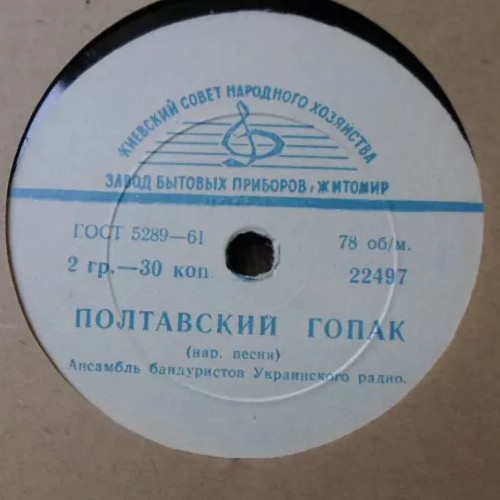 КИЕВСКИЙ СОВЕТ НАРОДНОГО ХОЗЯЙСТВА
ЗАВОД БЫТОВЫХ ПРИБОРОВ, ЖИТОМИР
ГОСТ 5289—61
78 об/м.
2 гр.—30 коп.
22497
ПОЛТАВСКИЙ ГОПАК
(нар. песня)
Ансамбль бандуристов Украинского радио.